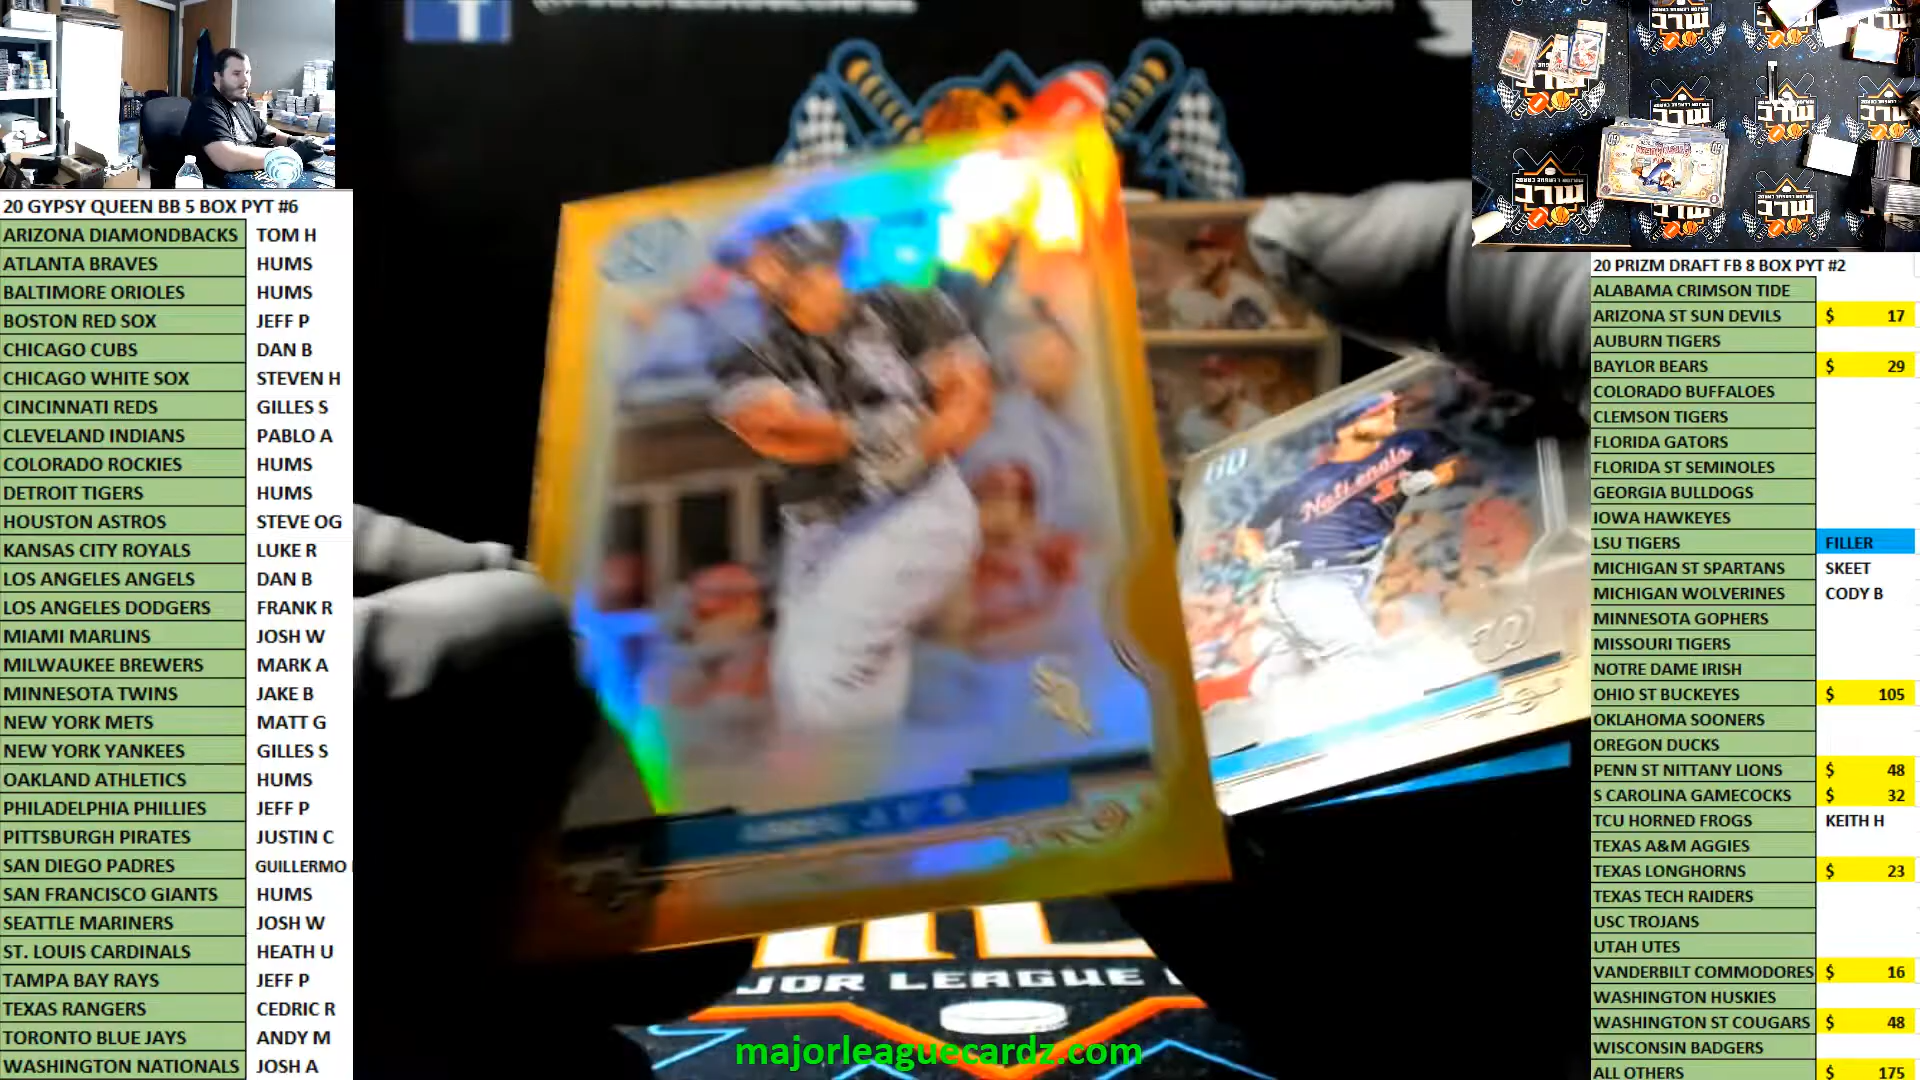 20 GYPSY QUEEN BB 5 BOX PYT #6
ARIZONA DIAMONDBACKS TOM H
ATLANTA BRAVES HUMS
BALTIMORE ORIOLES HUMS
BOSTON RED SOX JEFF P
CHICAGO CUBS DAN B
CHICAGO WHITE SOX STEVEN H
CINCINNATI REDS GILLES S
CLEVELAND INDIANS PABLO A
COLORADO ROCKIES HUMS
DETROIT TIGERS HUMS
HOUSTON ASTROS STEVE OG
KANSAS CITY ROYALS LUKE R
LOS ANGELES ANGELS DAN B
LOS ANGELES DODGERS FRANK R
MIAMI MARLINS JOSH W
MILWAUKEE BREWERS MARK A
MINNESOTA TWINS JAKE B
NEW YORK METS MATT G
NEW YORK YANKEES GILLES S
OAKLAND ATHLETICS HUMS
PHILADELPHIA PHILLIES JEFF P
PITTSBURGH PIRATES JUSTIN C
SAN DIEGO PADRES GUILLERMO
SAN FRANCISCO GIANTS HUMS
SEATTLE MARINERS JOSH W
ST. LOUIS CARDINALS HEATH U
TAMPA BAY RAYS JEFF P
TEXAS RANGERS CEDRIC R
TORONTO BLUE JAYS ANDY M
WASHINGTON NATIONALS JOSH A
Nationals
JOR LEAGUE
majorleaguecardz.com
20 PRIZM DRAFT FB 8 BOX PYT #2
ALABAMA CRIMSON TIDE
ARIZONA ST SUN DEVILS $ 17
AUBURN TIGERS
BAYLOR BEARS $ 29
COLORADO BUFFALOES
CLEMSON TIGERS
FLORIDA GATORS
FLORIDA ST SEMINOLES
GEORGIA BULLDOGS
IOWA HAWKEYES
LSU TIGERS FILLER
MICHIGAN ST SPARTANS SKEET
MICHIGAN WOLVERINES CODY B
MINNESOTA GOPHERS
MISSOURI TIGERS
NOTRE DAME IRISH
OHIO ST BUCKEYES $ 105
OKLAHOMA SOONERS
OREGON DUCKS
PENN ST NITTANY LIONS $ 48
S CAROLINA GAMECOCKS $ 32
TCU HORNED FROGS KEITH H
TEXAS A&M AGGIES
TEXAS LONGHORNS $ 23
TEXAS TECH RAIDERS
USC TROJANS
UTAH UTES
VANDERBILT COMMODORES $ 16
WASHINGTON HUSKIES
WASHINGTON ST COUGARS $ 48
WISCONSIN BADGERS
ALL OTHERS $ 175